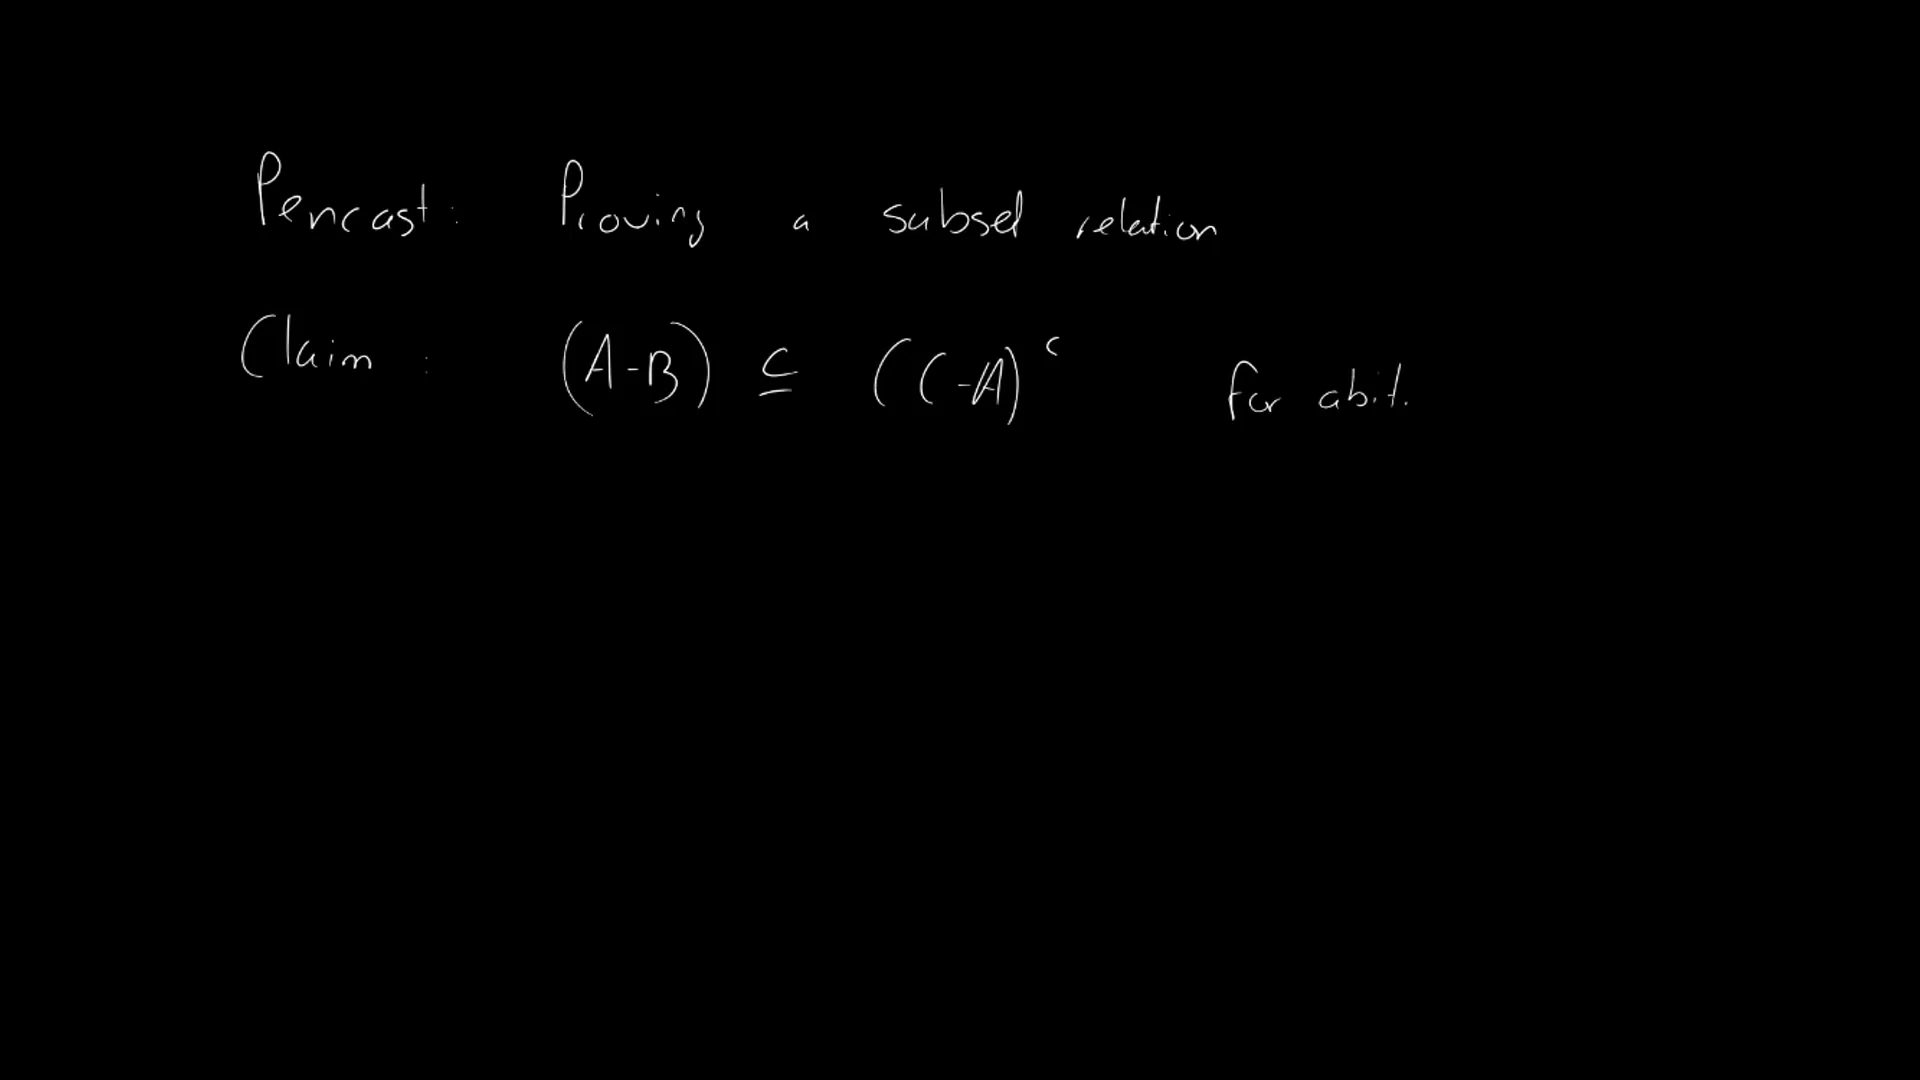 Pencast: Proving a subset relation
Claim: (A-B) ⊆ (C-A)ᶜ for abit.